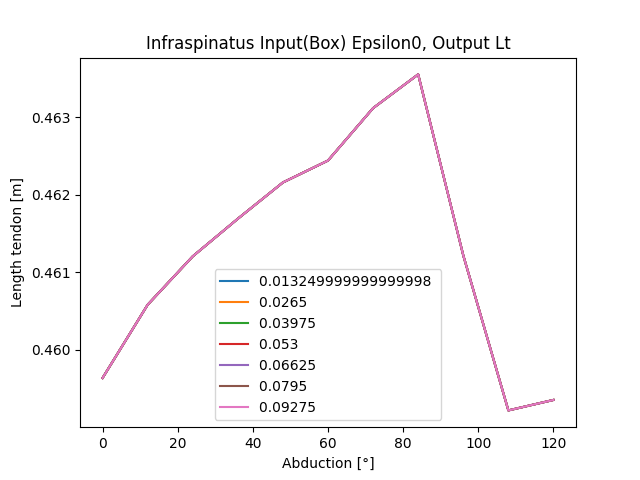 Infraspinatus Input(Box) Epsilon0, Output Lt
0.463
0.462
0.461
0.460
Length tendon [m]
0.013249999999999998
0.0265
0.03975
0.053
0.06625
0.0795
0.09275
0 20 40 60 80 100 120
Abduction [°]